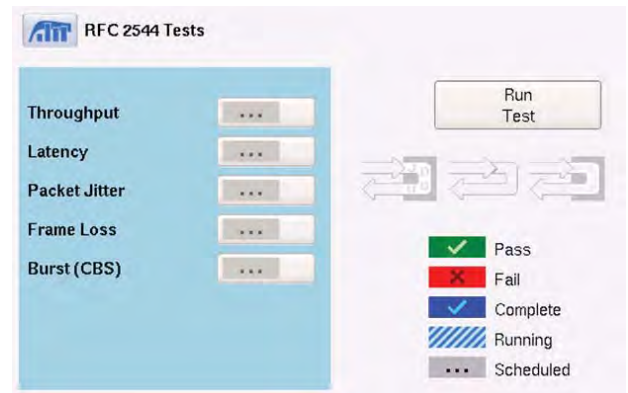 RFC 2544 Tests
Throughput ...
Latency ...
Packet Jitter ...
Frame Loss ...
Burst (CBS) ...
Run
Test
Pass
Fail
Complete
Running
... Scheduled